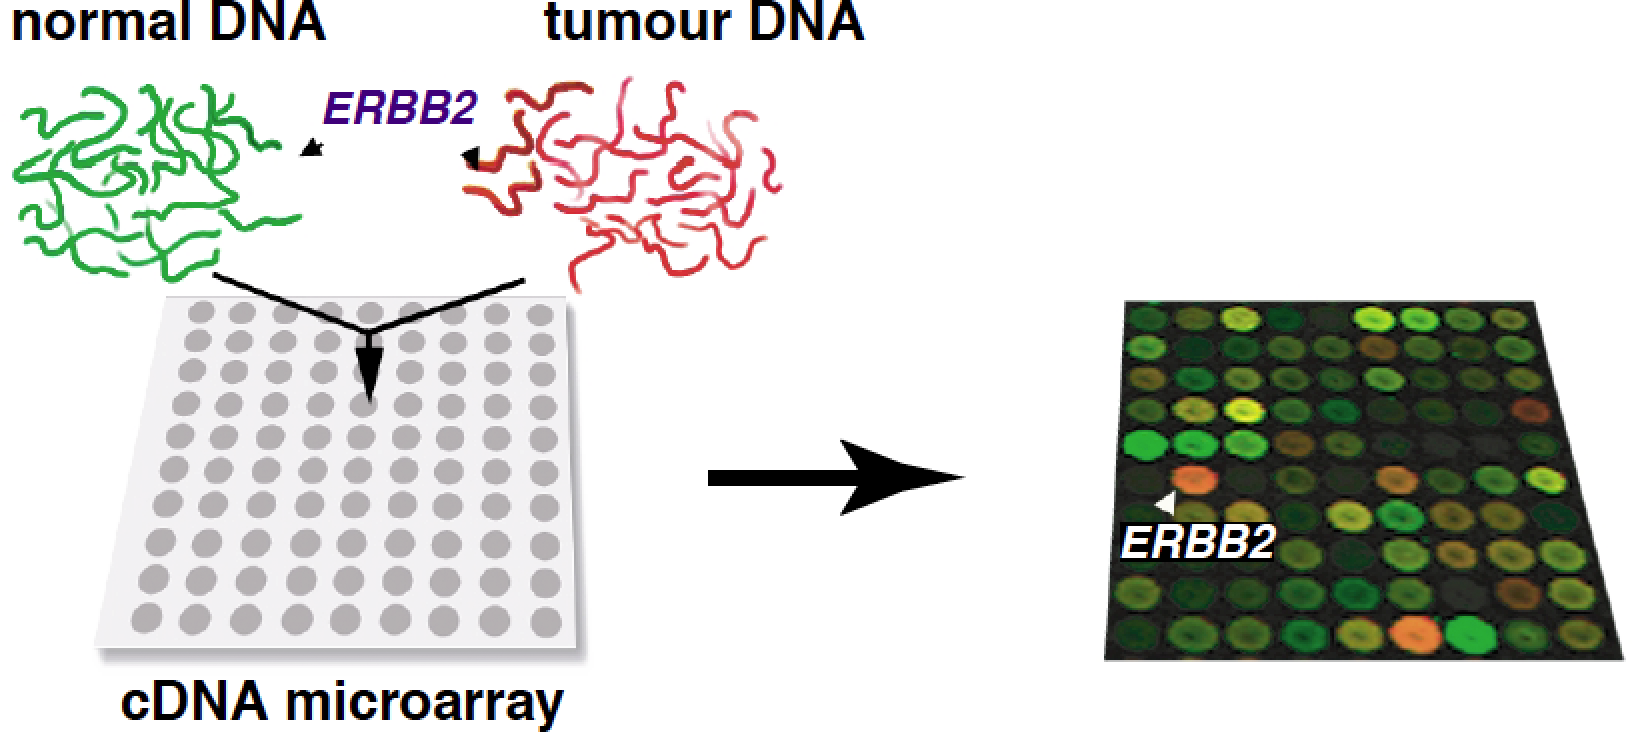 normal DNA
tumour DNA
ERBB2
cDNA microarray
ERBB2